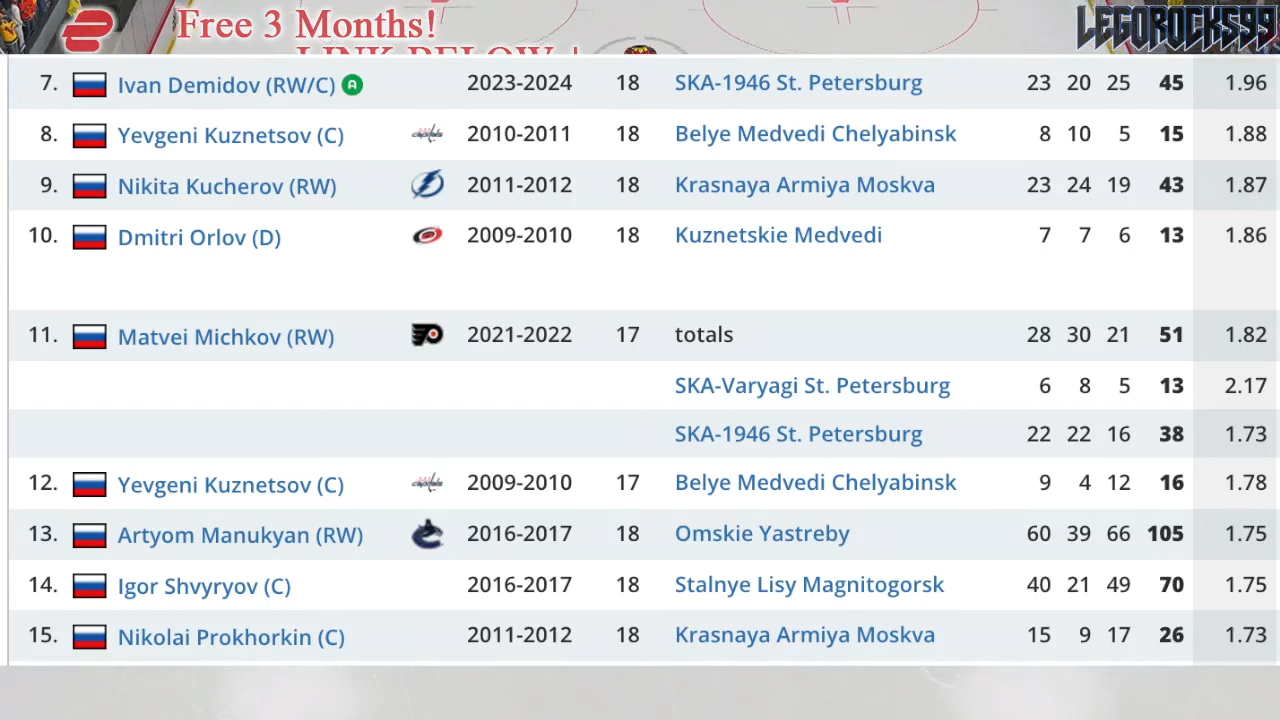 Free 3 Months!
LINK BELOW
LEGOROCKS99
7. Ivan Demidov (RW/C) A 2023-2024 18 SKA-1946 St. Petersburg 23 20 25 45 1.96
8. Yevgeni Kuznetsov (C) capitals 2010-2011 18 Belye Medvedi Chelyabinsk 8 10 5 15 1.88
9. Nikita Kucherov (RW) 2011-2012 18 Krasnaya Armiya Moskva 23 24 19 43 1.87
10. Dmitri Orlov (D) 2009-2010 18 Kuznetskie Medvedi 7 7 6 13 1.86
11. Matvei Michkov (RW) 2021-2022 17 totals 28 30 21 51 1.82
SKA-Varyagi St. Petersburg 6 8 5 13 2.17
SKA-1946 St. Petersburg 22 22 16 38 1.73
12. Yevgeni Kuznetsov (C) capitals 2009-2010 17 Belye Medvedi Chelyabinsk 9 4 12 16 1.78
13. Artyom Manukyan (RW) 2016-2017 18 Omskie Yastreby 60 39 66 105 1.75
14. Igor Shvyryov (C) 2016-2017 18 Stalnye Lisy Magnitogorsk 40 21 49 70 1.75
15. Nikolai Prokhorkin (C) 2011-2012 18 Krasnaya Armiya Moskva 15 9 17 26 1.73